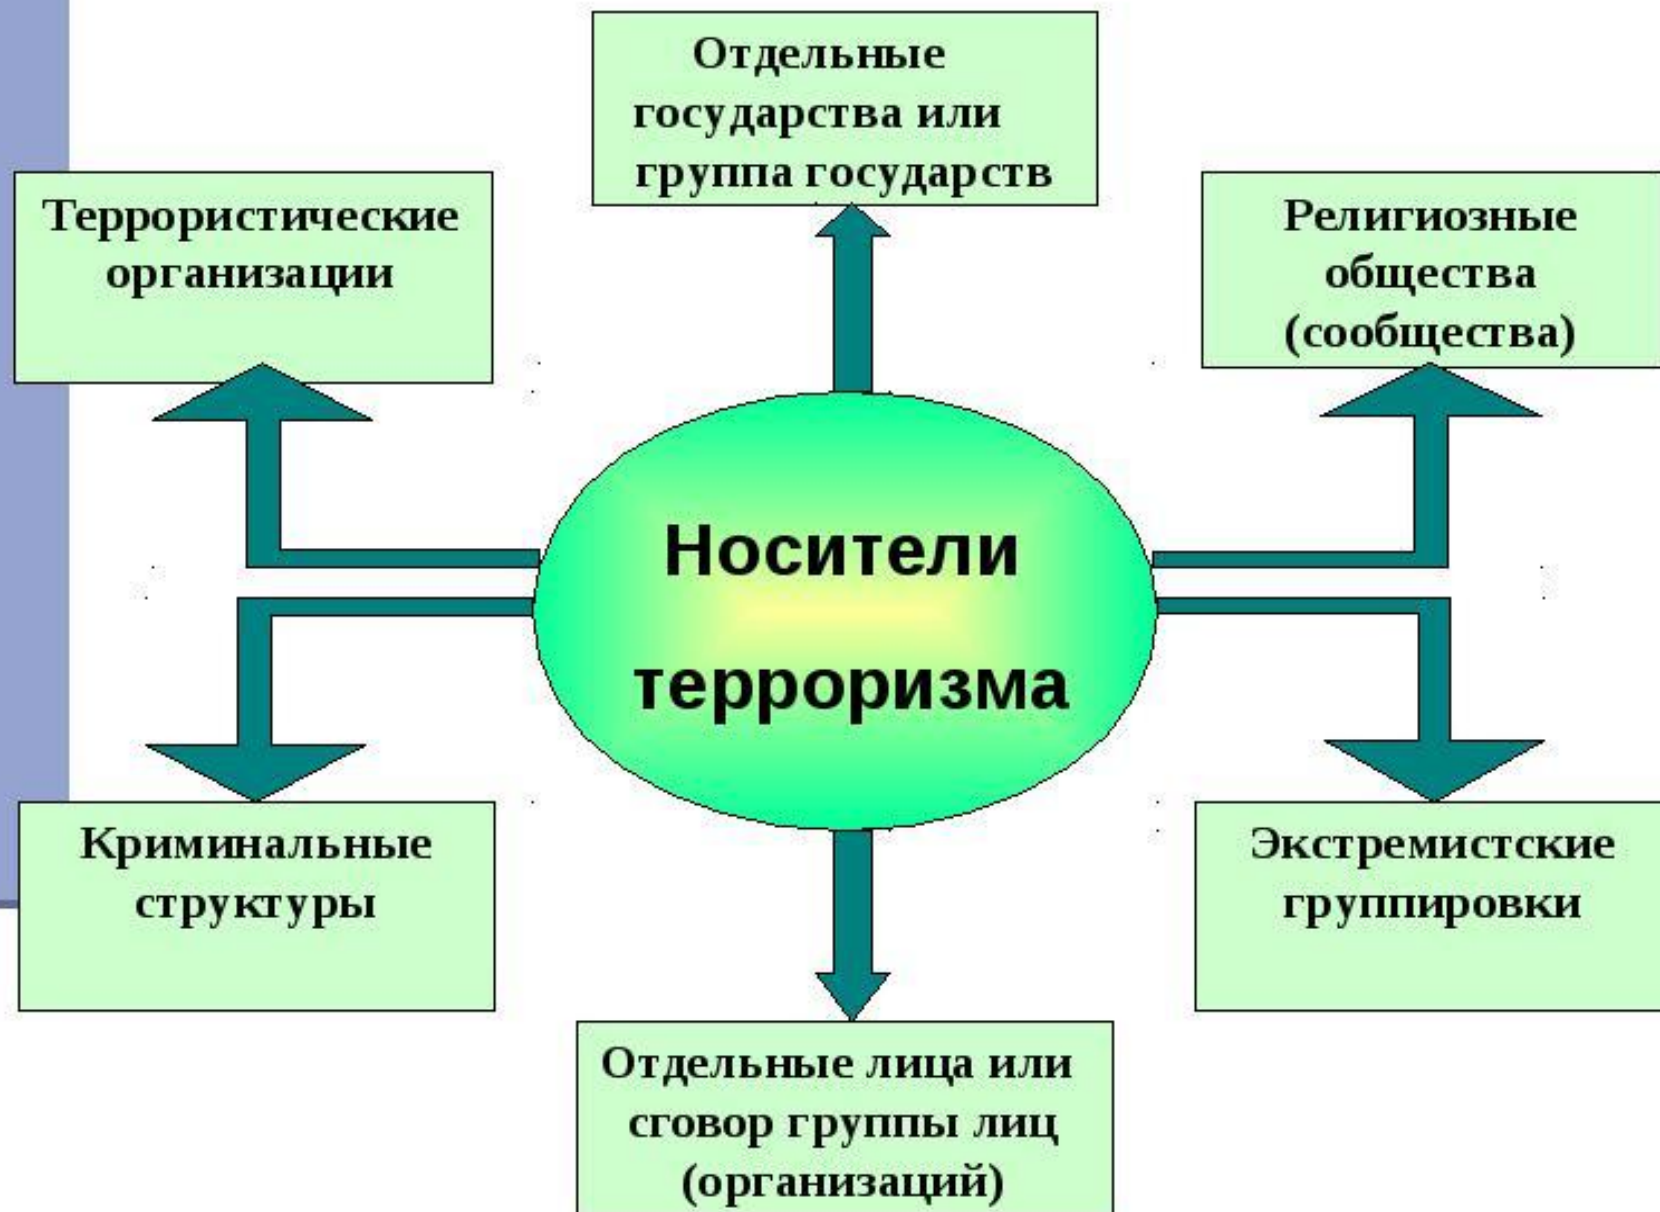 Отдельные
государства или
группа государств
Террористические
организации
Религиозные
общества
(сообщества)
Носители
терроризма
Криминальные
структуры
Экстремистские
группировки
Отдельные лица или
сговор группы лиц
(организаций)